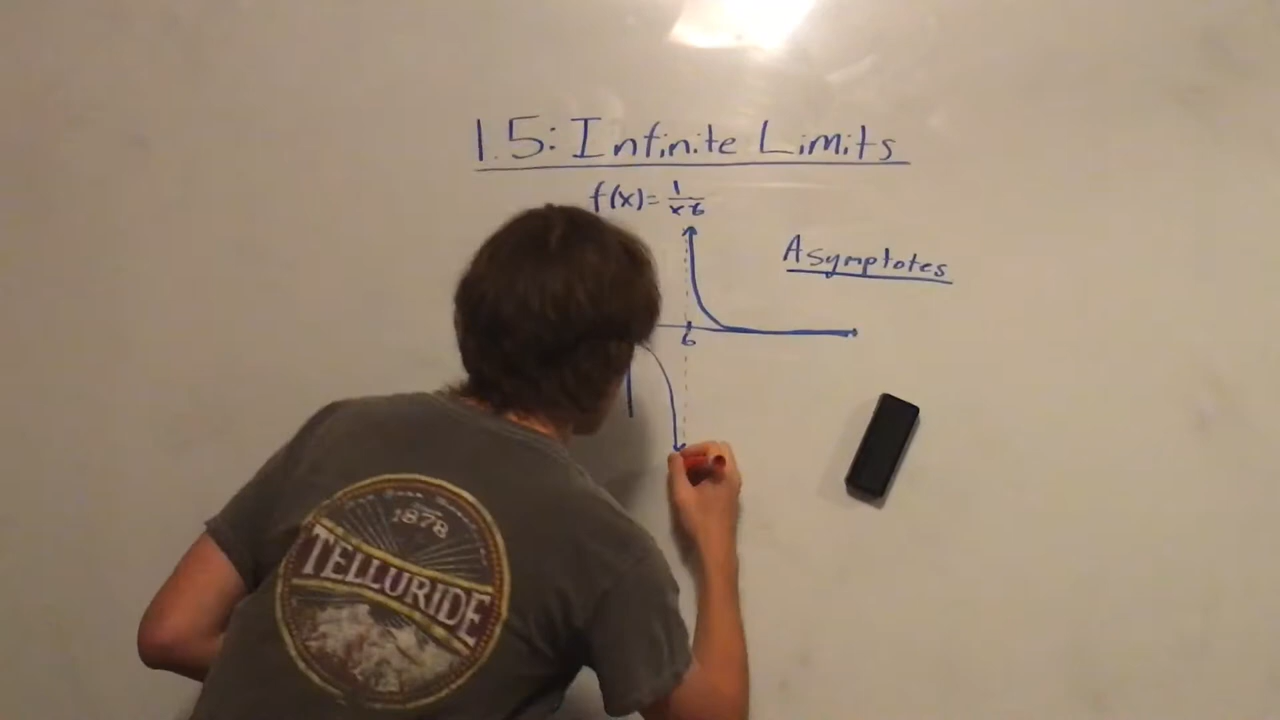 1.5: Infinite Limits
f(x) = 1/x-6
Asymptotes
6
1878
TELLURIDE